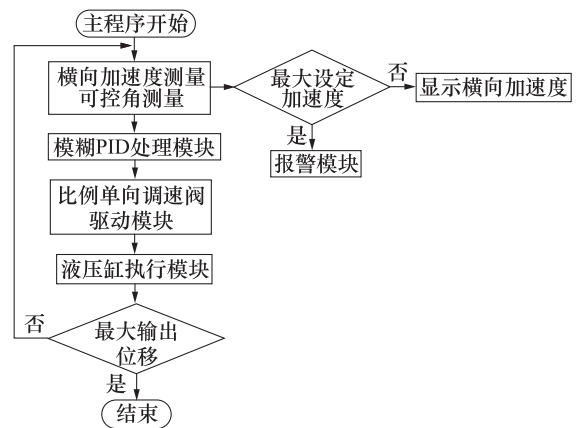 主程序开始
横向加速度测量
可控角测量
最大设定
加速度
否
显示横向加速度
是
报警模块
模糊PID处理模块
比例单向调速阀
驱动模块
液压缸执行模块
否
最大输出
位移
是
结束